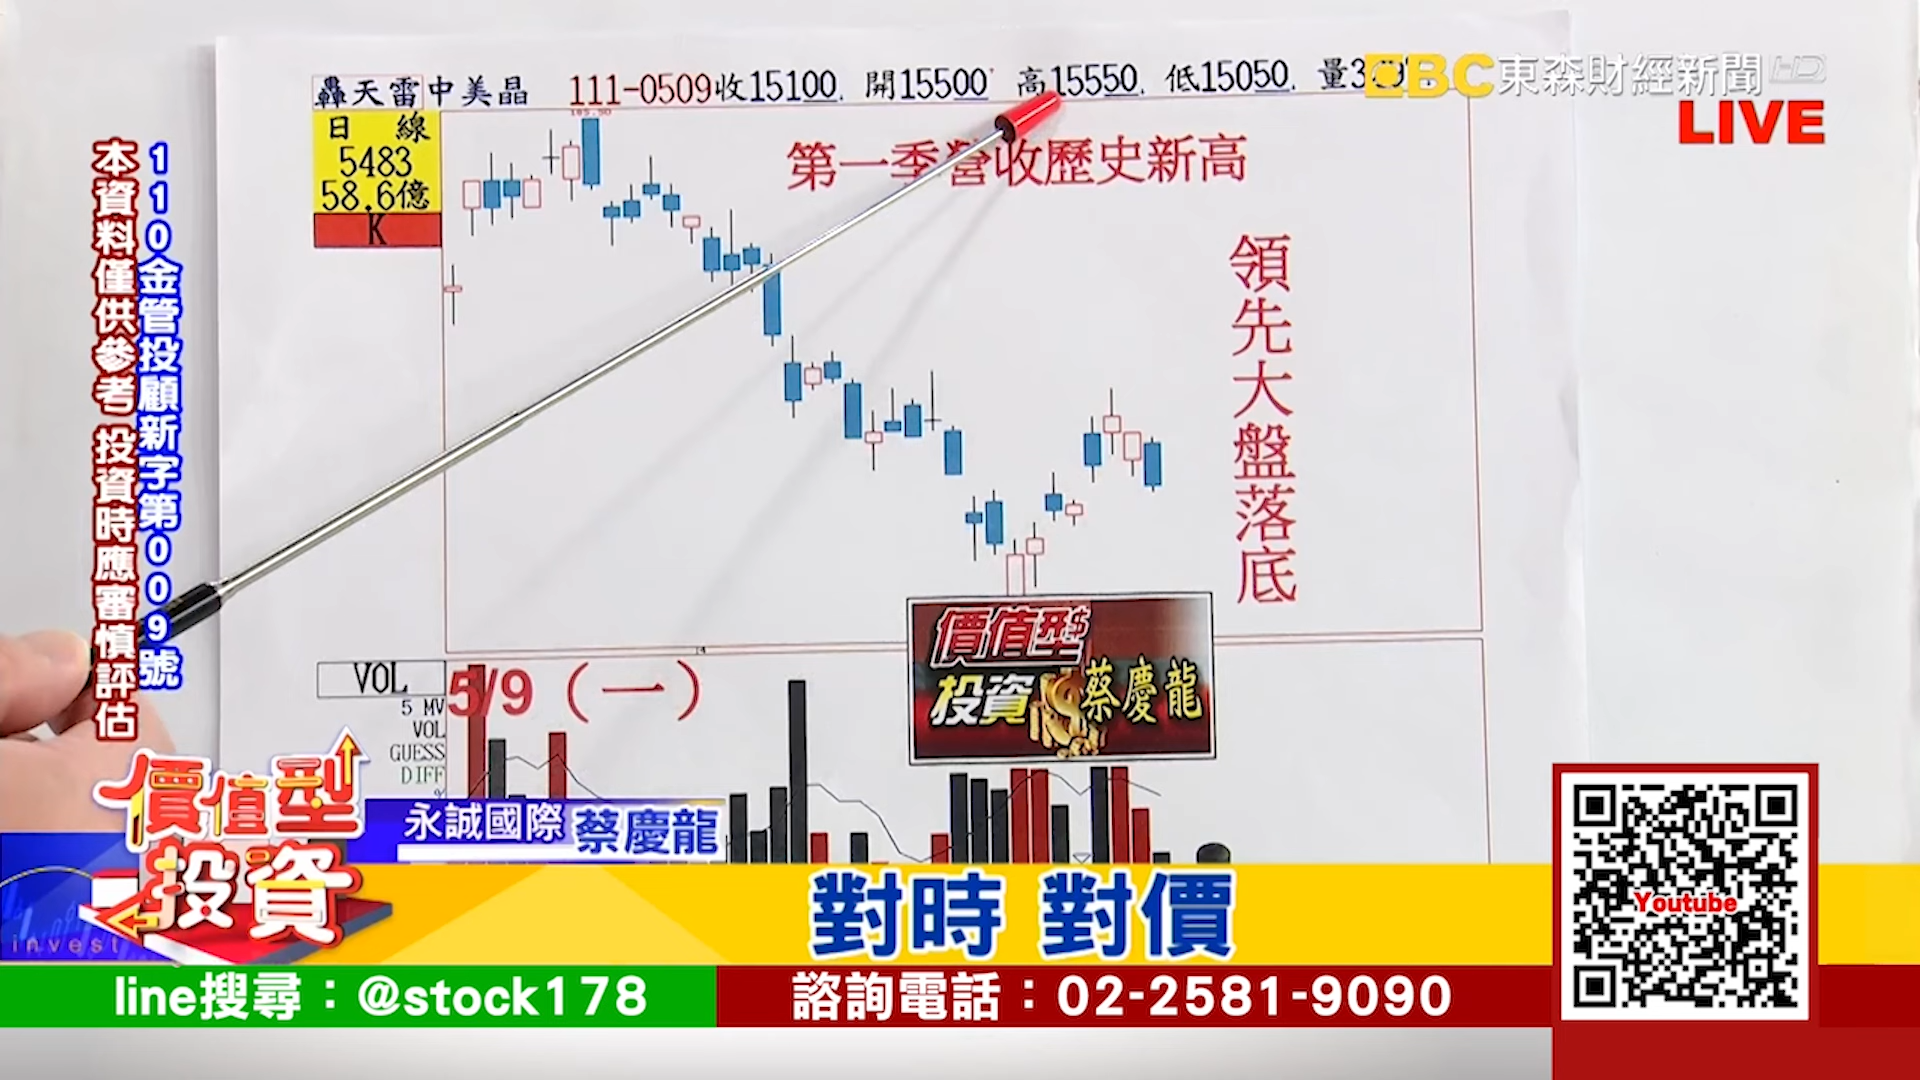 轟天雷中美晶 111-0509收15100. 開15500 高15550. 低15050. 量
EBC東森財經新聞HD
LIVE
日 線
5483
58.6億
K
189.50
第一季營收歷史新高
領先大盤落底
110金管投顧新字第009號
本資料僅供參考 投資時應審慎評估
VOL
5/9(一)
5 MV
VOL
GUESS
DIFF
%
價值型
投資 蔡慶龍
價值型
投資
invest
永誠國際 蔡慶龍
對時 對價
Youtube
line搜尋:@stock178
諮詢電話:02-2581-9090